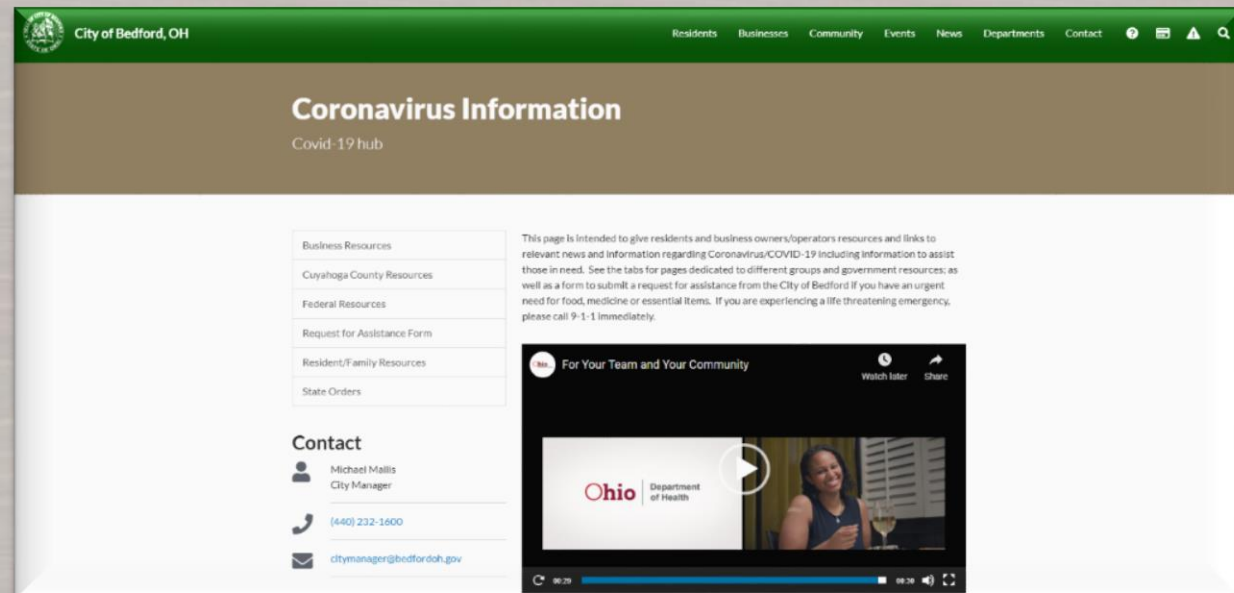 City of Bedford, OH
Residents Businesses Community Events News Departments Contact
Coronavirus Information
Covid-19 hub
Business Resources
Cuyahoga County Resources
Federal Resources
Request for Assistance Form
Resident/Family Resources
State Orders
Contact
Michael Mallis
City Manager
(440) 232-1600
citymanager@bedfordoh.gov
This page is intended to give residents and business owners/operators resources and links to
relevant news and information regarding Coronavirus/COVID-19 including information to assist
those in need. See the tabs for pages dedicated to different groups and government resources; as
well as a form to submit a request for assistance from the City of Bedford if you have an urgent
need for food, medicine or essential items. If you are experiencing a life threatening emergency,
please call 9-1-1 immediately.
For Your Team and Your Community
Watch later Share
Ohio Department
of Health
00:29 00:30